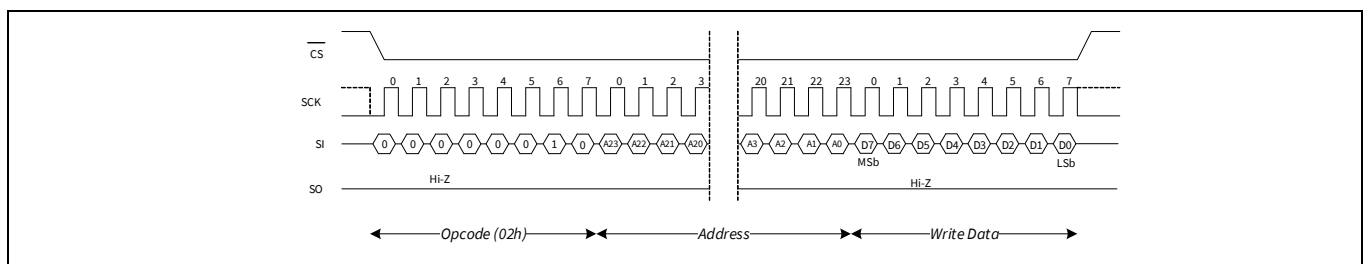 CS
0 1 2 3 4 5 6 7 0 1 2 3 20 21 22 23 0 1 2 3 4 5 6 7
SCK
SI 0 0 0 0 0 0 1 0 A23 A22 A21 A20 A3 A2 A1 A0 D7 D6 D5 D4 D3 D2 D1 D0
MSb LSb
Hi-Z Hi-Z
SO
Opcode (02h) Address Write Data